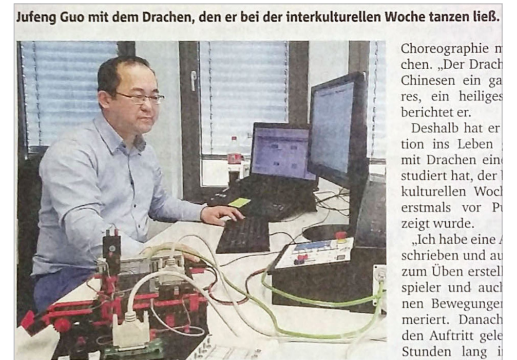 Jufeng Guo mit dem Drachen, den er bei der interkulturellen Woche tanzen ließ.
Choreographie m
chen. „Der Drach
Chinesen ein ga
res, ein heiliges
berichtet er.
Deshalb hat er
tion ins Leben
mit Drachen eine
studiert hat, der
kulturellen Woch
erstmals vor Pu
zeigt wurde.
„Ich habe eine A
schrieben und au
zum Üben erstell
spieler und auch
nen Bewegungen
meriert. Danach
den Auftritt gele
Stunden lang i